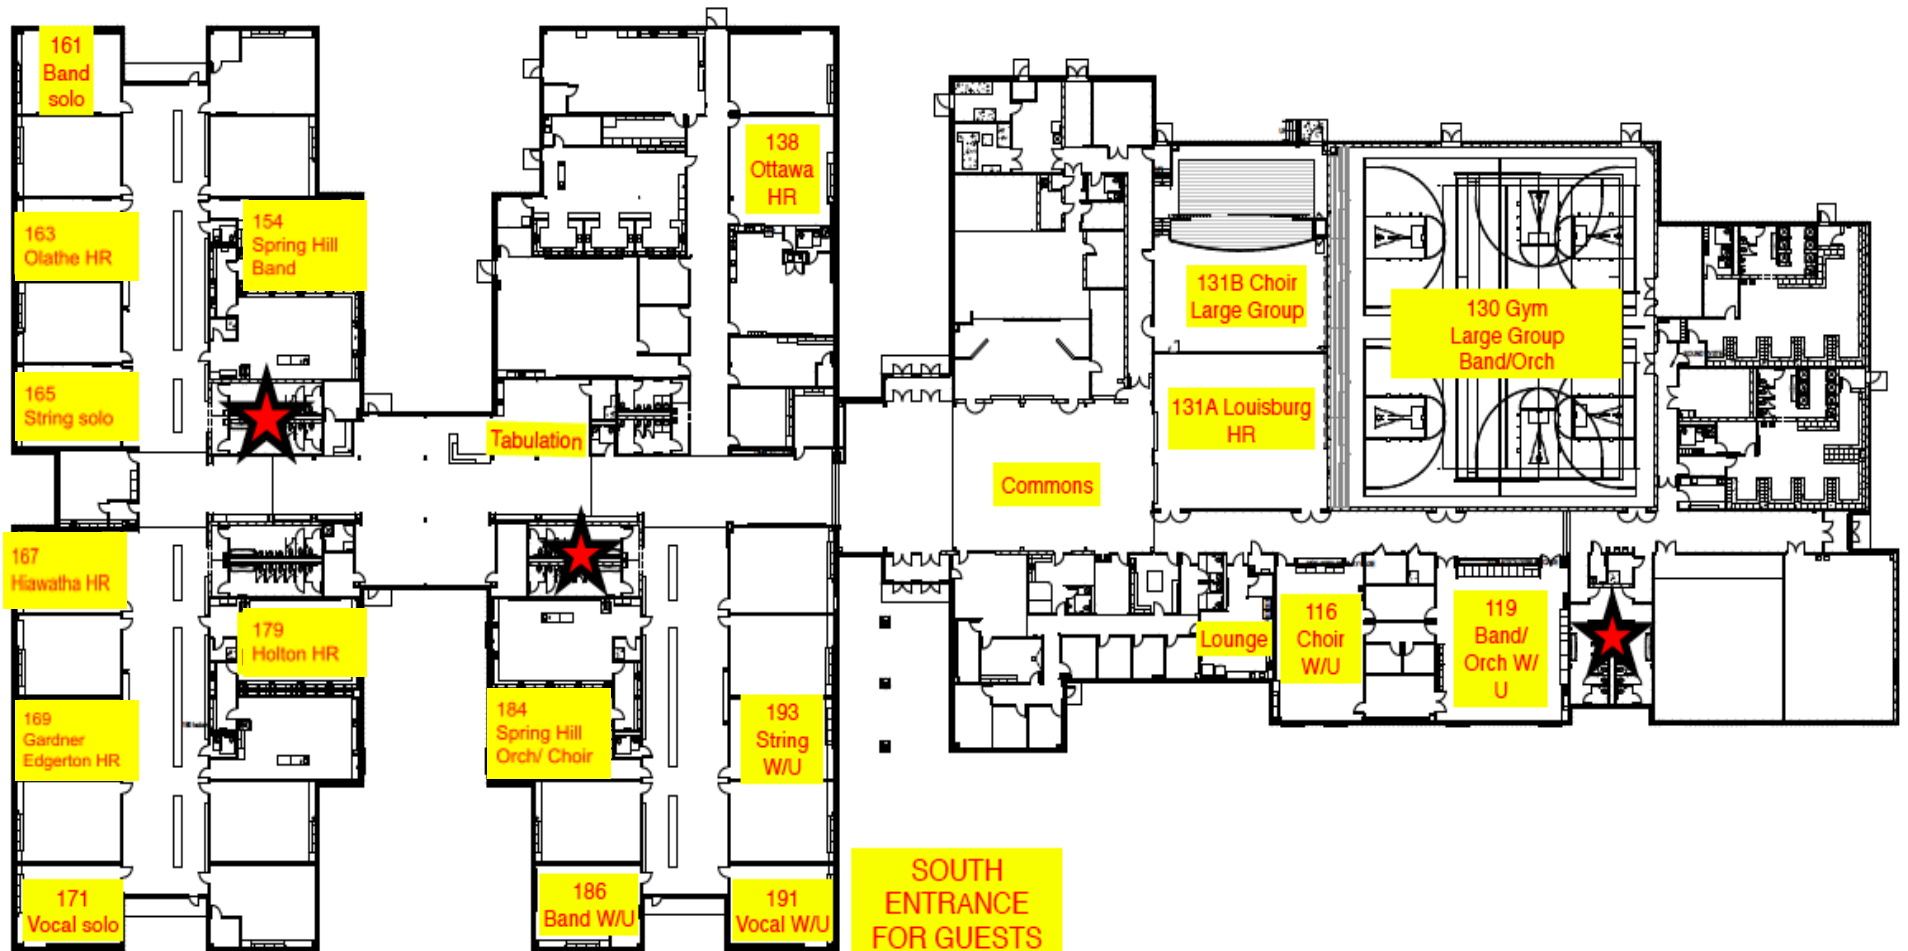 161
Band
solo
138
Ottawa
HR
163
Olathe HR
154
Spring Hill
Band
131B Choir
Large Group
130 Gym
Large Group
Band/Orch
165
String solo
Tabulation
131A Louisburg
HR
Commons
167
Hiawatha HR
179
Holton HR
Lounge
116
Choir
W/U
119
Band/
Orch W/
U
169
Gardner
Edgerton HR
184
Spring Hill
Orch/ Choir
193
String
W/U
171
Vocal solo
186
Band W/U
191
Vocal W/U
SOUTH
ENTRANCE
FOR GUESTS